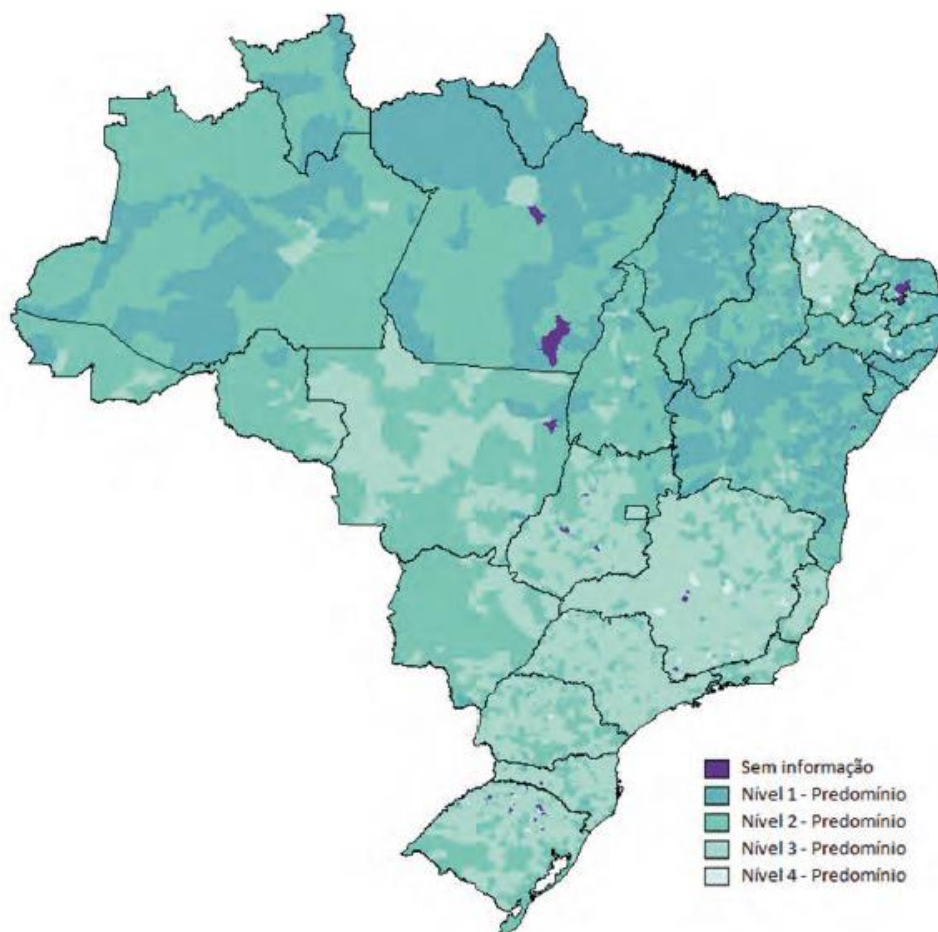 Sem informação
Nível 1 - Predomínio
Nível 2 - Predomínio
Nível 3 - Predomínio
Nível 4 - Predomínio